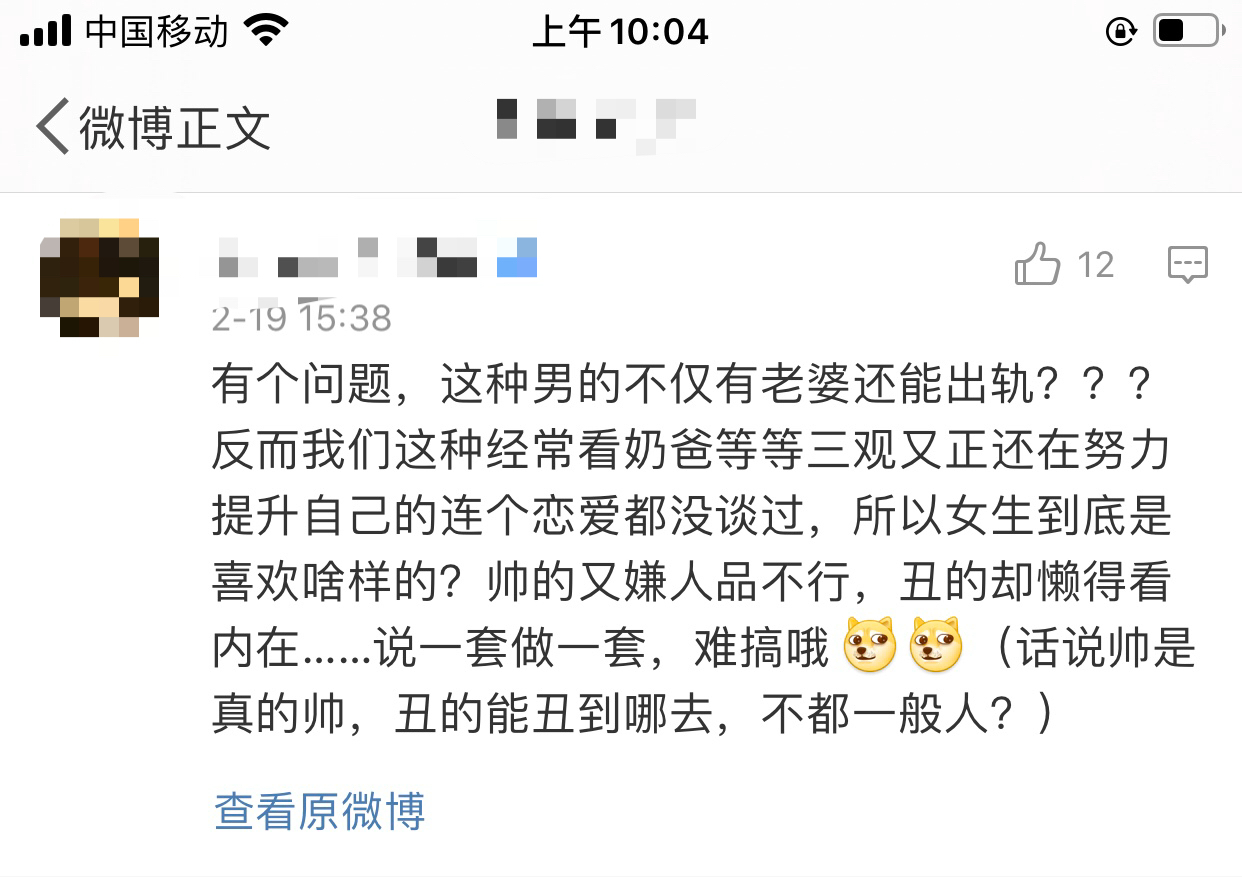 中国移动 上午10:04
微博正文
12
2-19 15:38
有个问题，这种男的不仅有老婆还能出轨？？？
反而我们这种经常看奶爸等等三观又正还在努力
提升自己的连个恋爱都没谈过，所以女生到底是
喜欢啥样的？帅的又嫌人品不行，丑的却懒得看
内在……说一套做一套，难搞哦（话说帅是
真的帅，丑的能丑到哪去，不都一般人？）
查看原微博